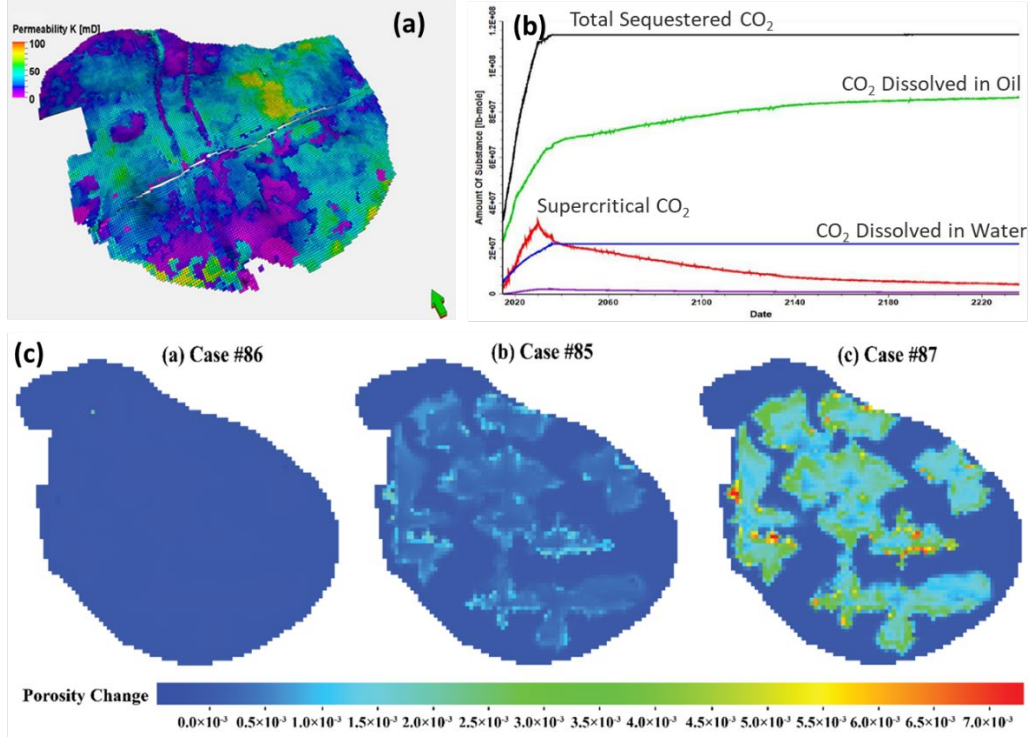 (a)
Permeability K [mD]
100
50
0
(b)
Total Sequestered CO₂
CO₂ Dissolved in Oil
Supercritical CO₂
CO₂ Dissolved in Water
Amount Of Substance [lb-mole]
1.2E+08
1E+08
8E+07
6E+07
4E+07
2E+07
0
2020 2060 2100 2140 2180 2220
Date
(c)
(a) Case #86 (b) Case #85 (c) Case #87
Porosity Change
0.0×10⁻³ 0.5×10⁻³ 1.0×10⁻³ 1.5×10⁻³ 2.0×10⁻³ 2.5×10⁻³ 3.0×10⁻³ 3.5×10⁻³ 4.0×10⁻³ 4.5×10⁻³ 5.0×10⁻³ 5.5×10⁻³ 6.0×10⁻³ 6.5×10⁻³ 7.0×10⁻³